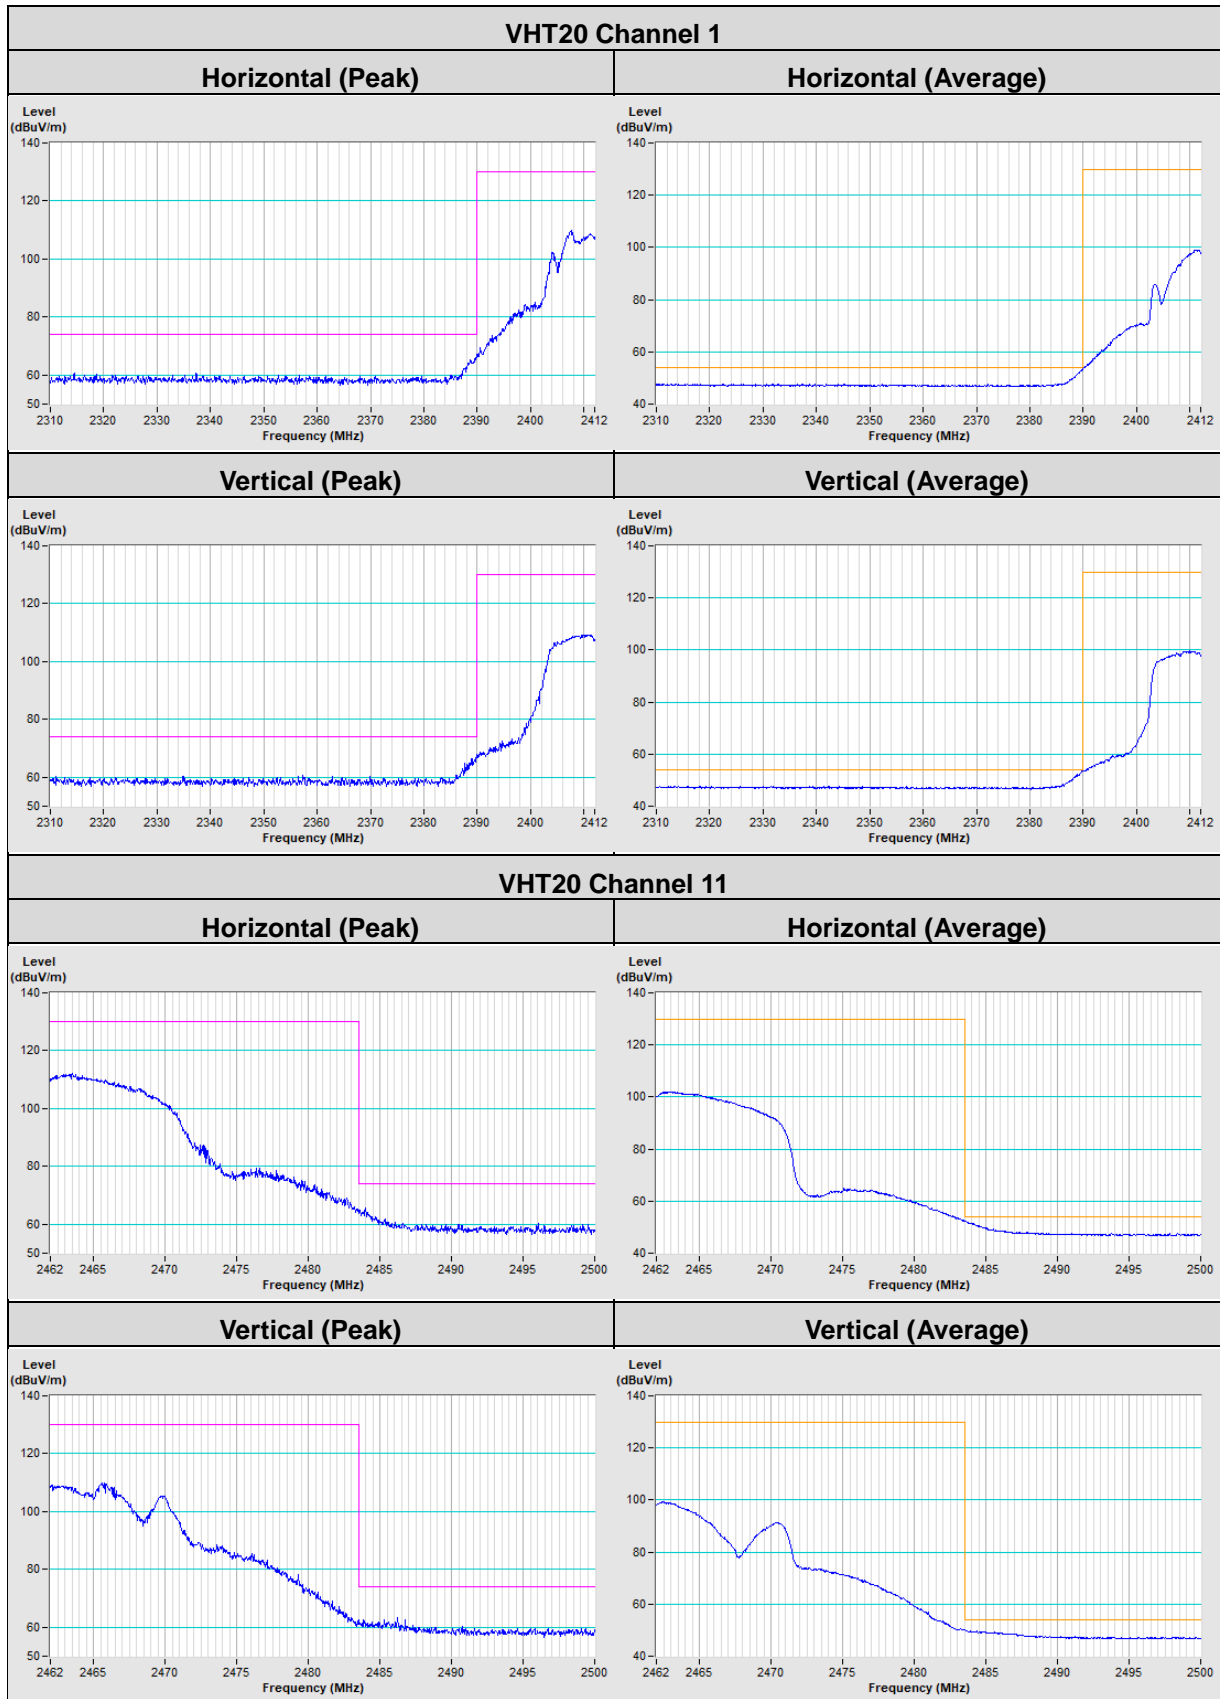 VHT20 Channel 1
Horizontal (Peak)
Horizontal (Average)
Level
(dBuV/m)
140
120
100
80
60
50
2310 2320 2330 2340 2350 2360 2370 2380 2390 2400 2412
Frequency (MHz)
Level
(dBuV/m)
140
120
100
80
60
40
2310 2320 2330 2340 2350 2360 2370 2380 2390 2400 2412
Frequency (MHz)
Vertical (Peak)
Vertical (Average)
Level
(dBuV/m)
140
120
100
80
60
50
2310 2320 2330 2340 2350 2360 2370 2380 2390 2400 2412
Frequency (MHz)
Level
(dBuV/m)
140
120
100
80
60
40
2310 2320 2330 2340 2350 2360 2370 2380 2390 2400 2412
Frequency (MHz)
VHT20 Channel 11
Horizontal (Peak)
Horizontal (Average)
Level
(dBuV/m)
140
120
100
80
60
50
2462 2465 2470 2475 2480 2485 2490 2495 2500
Frequency (MHz)
Level
(dBuV/m)
140
120
100
80
60
40
2462 2465 2470 2475 2480 2485 2490 2495 2500
Frequency (MHz)
Vertical (Peak)
Vertical (Average)
Level
(dBuV/m)
140
120
100
80
60
50
2462 2465 2470 2475 2480 2485 2490 2495 2500
Frequency (MHz)
Level
(dBuV/m)
140
120
100
80
60
40
2462 2465 2470 2475 2480 2485 2490 2495 2500
Frequency (MHz)